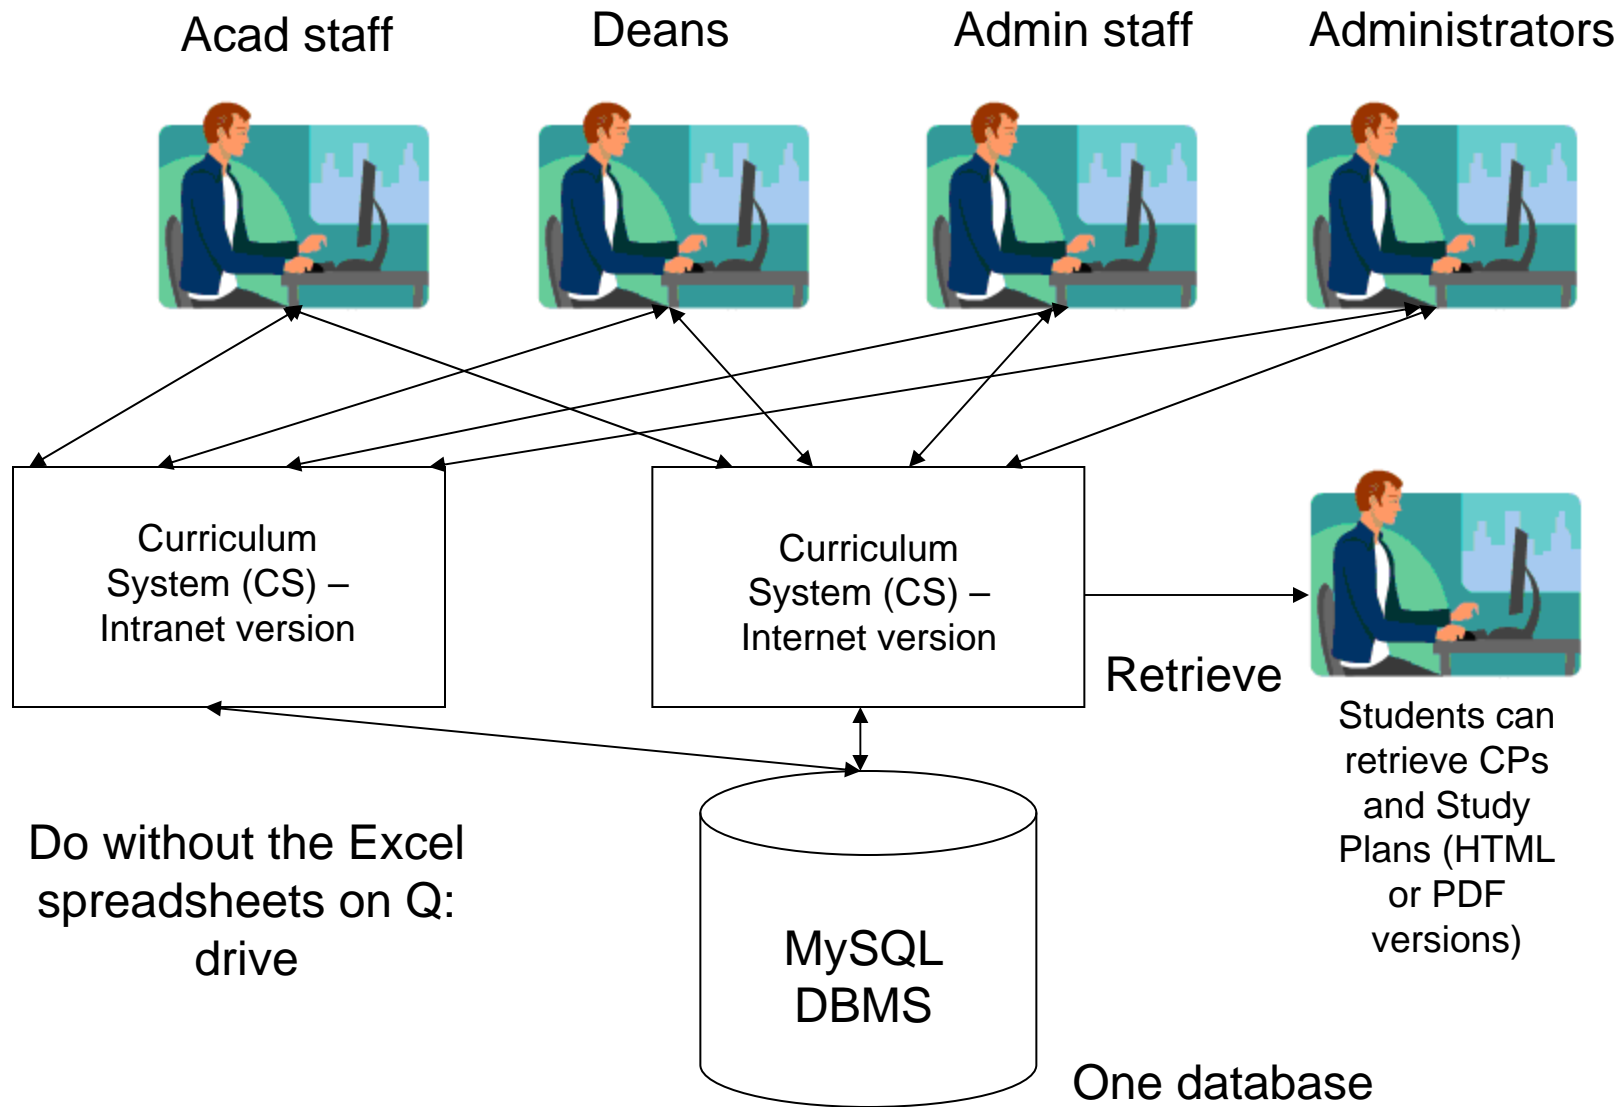 Acad staff
Deans
Admin staff
Administrators
Curriculum
System (CS) –
Intranet version
Curriculum
System (CS) –
Internet version
Retrieve
Students can
retrieve CPs
and Study
Plans (HTML
or PDF
versions)
Do without the Excel
spreadsheets on Q:
drive
MySQL
DBMS
One database